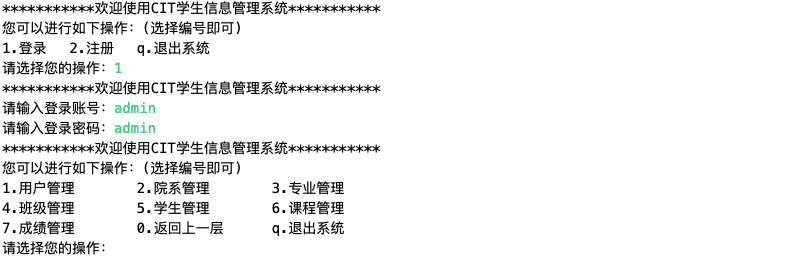 ***********欢迎使用CIT学生信息管理系统***********
您可以进行如下操作：(选择编号即可)
1.登录   2.注册   q.退出系统
请选择您的操作：1
***********欢迎使用CIT学生信息管理系统***********
请输入登录账号：admin
请输入登录密码：admin
***********欢迎使用CIT学生信息管理系统***********
您可以进行如下操作：(选择编号即可)
1.用户管理        2.院系管理        3.专业管理
4.班级管理        5.学生管理        6.课程管理
7.成绩管理        0.返回上一层      q.退出系统
请选择您的操作：